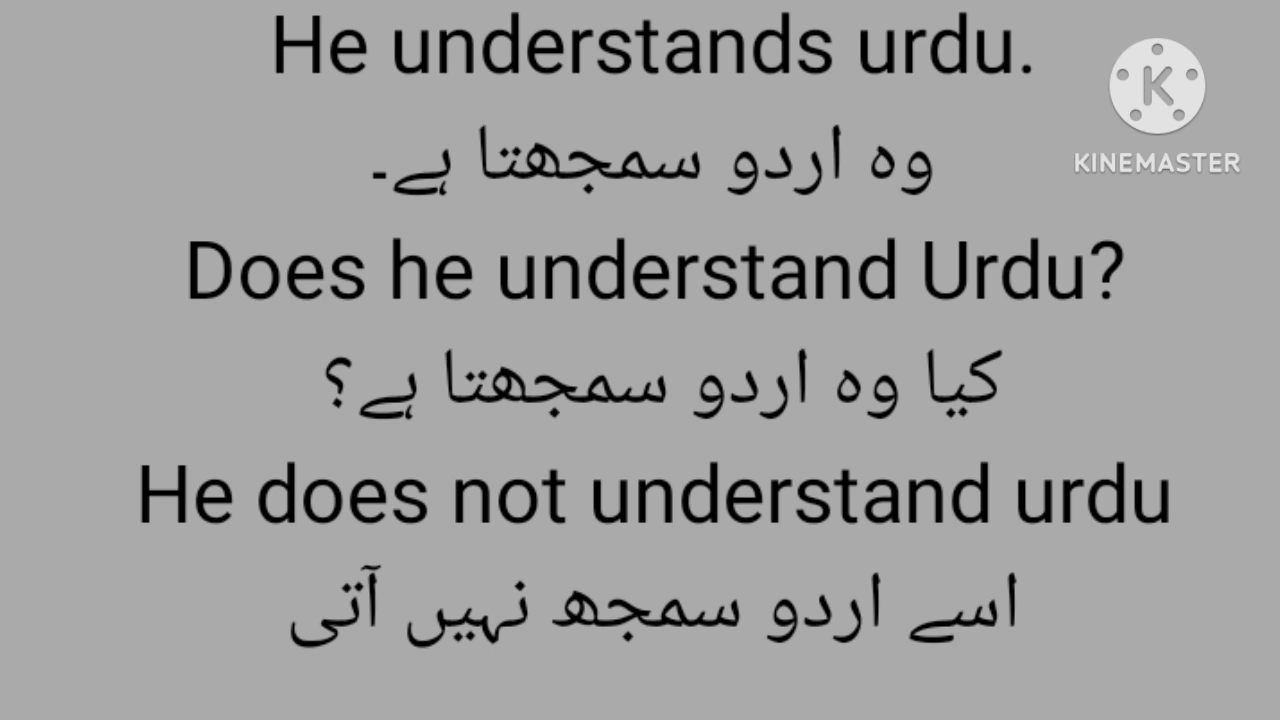 He understands urdu.
KINEMASTER
وہ اردو سمجھتا ہے۔
Does he understand Urdu?
کیا وہ اردو سمجھتا ہے؟
He does not understand urdu
اسے اردو سمجھ نہیں آتی